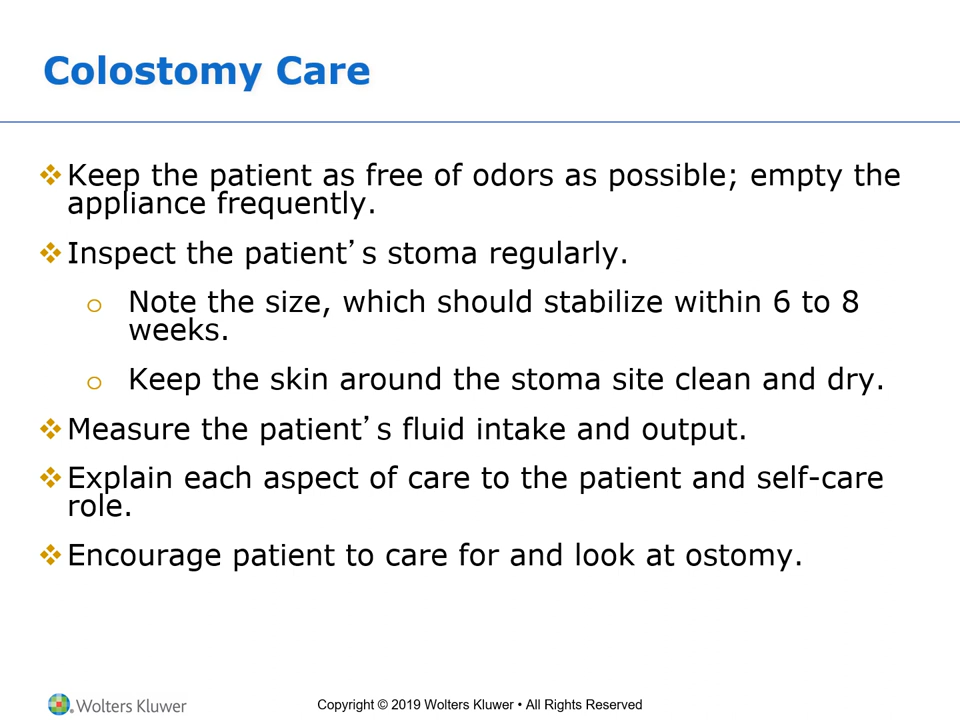 Colostomy Care
❖Keep the patient as free of odors as possible; empty the
appliance frequently.
❖Inspect the patient’s stoma regularly.
o Note the size, which should stabilize within 6 to 8
weeks.
o Keep the skin around the stoma site clean and dry.
❖Measure the patient’s fluid intake and output.
❖Explain each aspect of care to the patient and self-care
role.
❖Encourage patient to care for and look at ostomy.
Wolters Kluwer
Copyright © 2019 Wolters Kluwer • All Rights Reserved